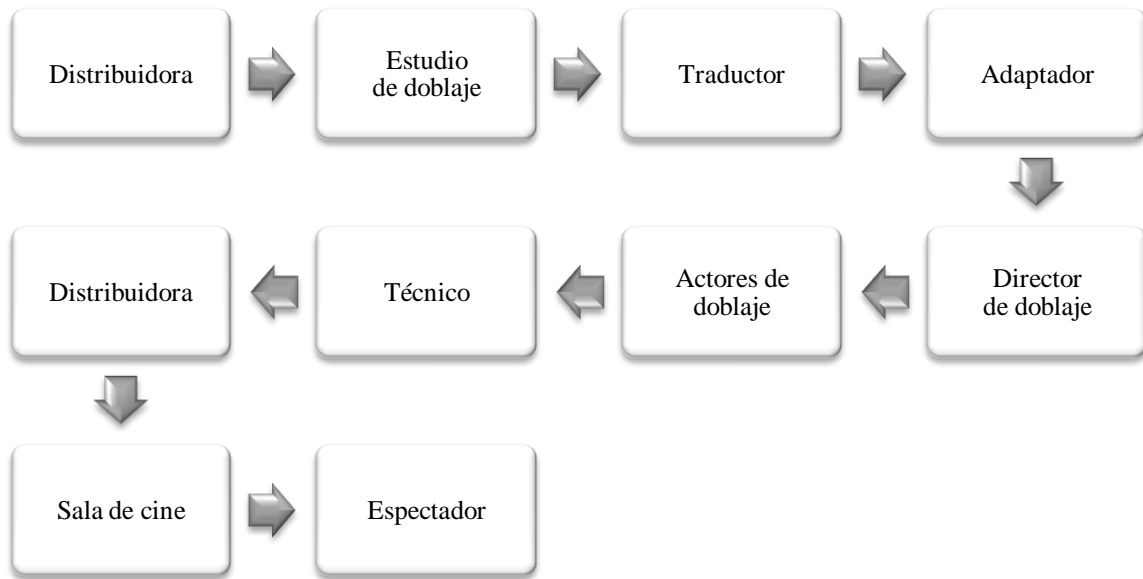 Distribuidora
Estudio
de doblaje
Traductor
Adaptador
Director
de doblaje
Actores de
doblaje
Técnico
Distribuidora
Sala de cine
Espectador